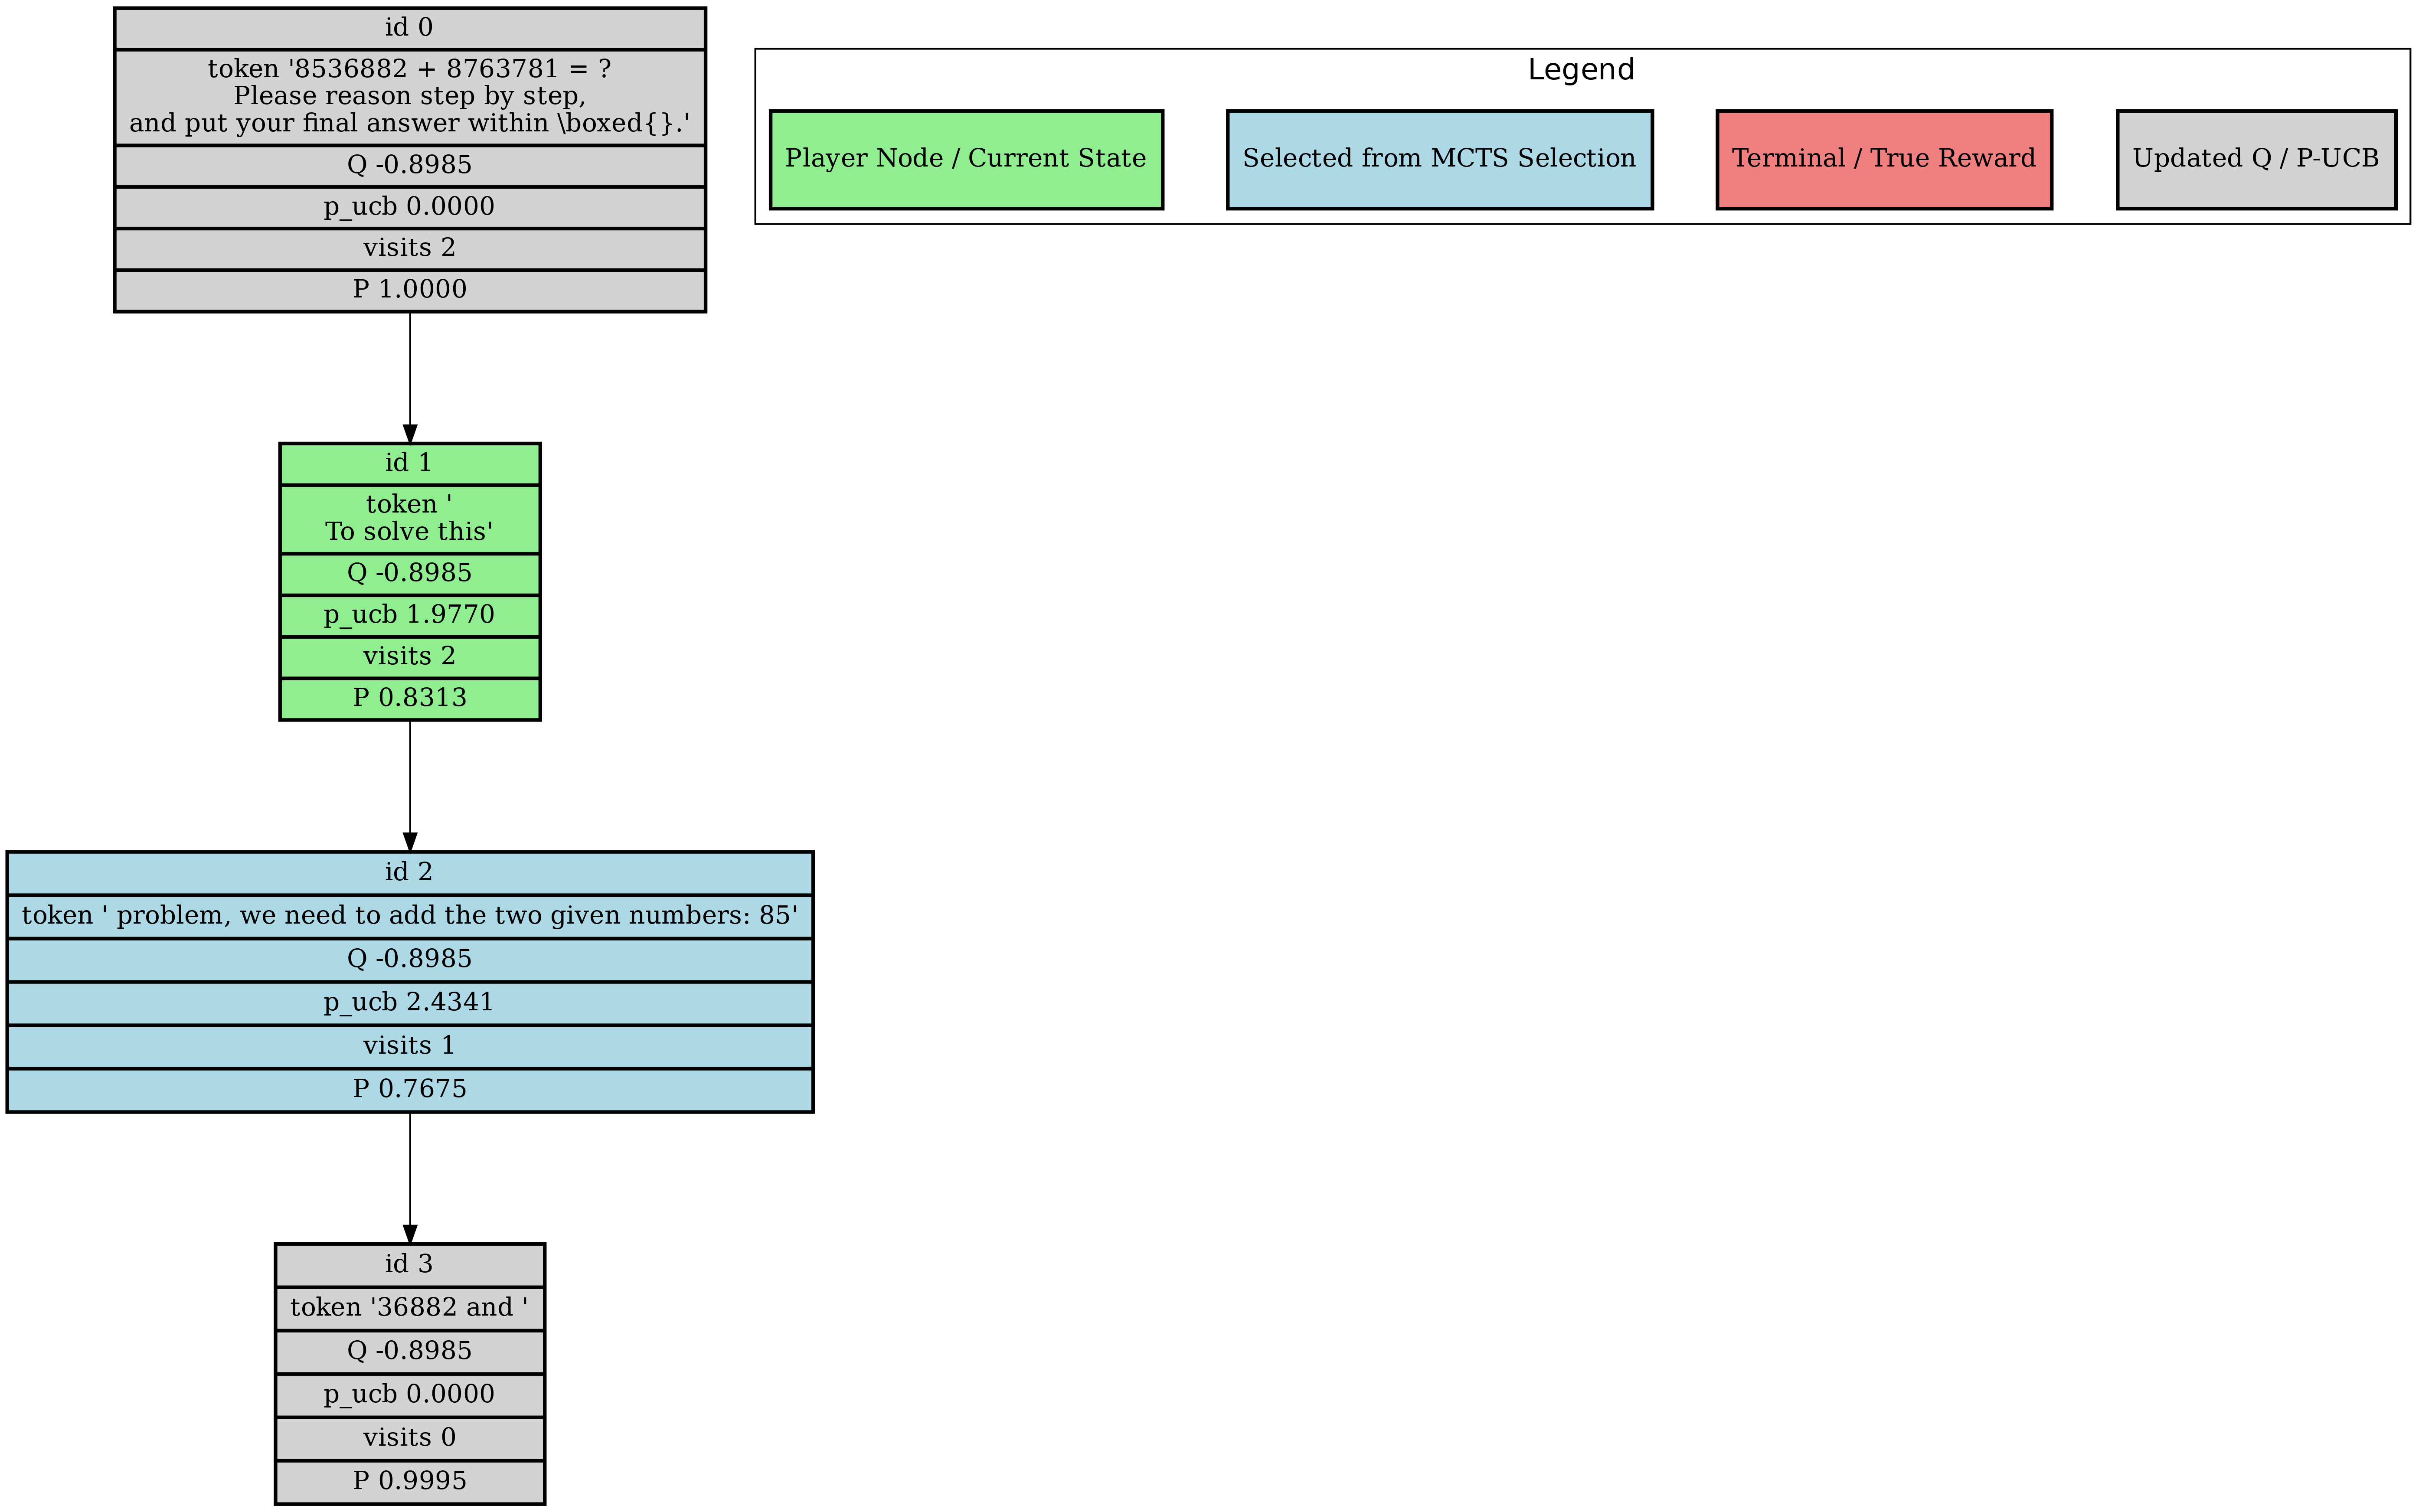 id 0
token '8536882 + 8763781 = ?
Please reason step by step,
and put your final answer within \boxed{}.'
Q -0.8985
p_ucb 0.0000
visits 2
P 1.0000
Legend
Player Node / Current State
Selected from MCTS Selection
Terminal / True Reward
Updated Q / P-UCB
id 1
token '
To solve this'
Q -0.8985
p_ucb 1.9770
visits 2
P 0.8313
id 2
token ' problem, we need to add the two given numbers: 85'
Q -0.8985
p_ucb 2.4341
visits 1
P 0.7675
id 3
token '36882 and '
Q -0.8985
p_ucb 0.0000
visits 0
P 0.9995